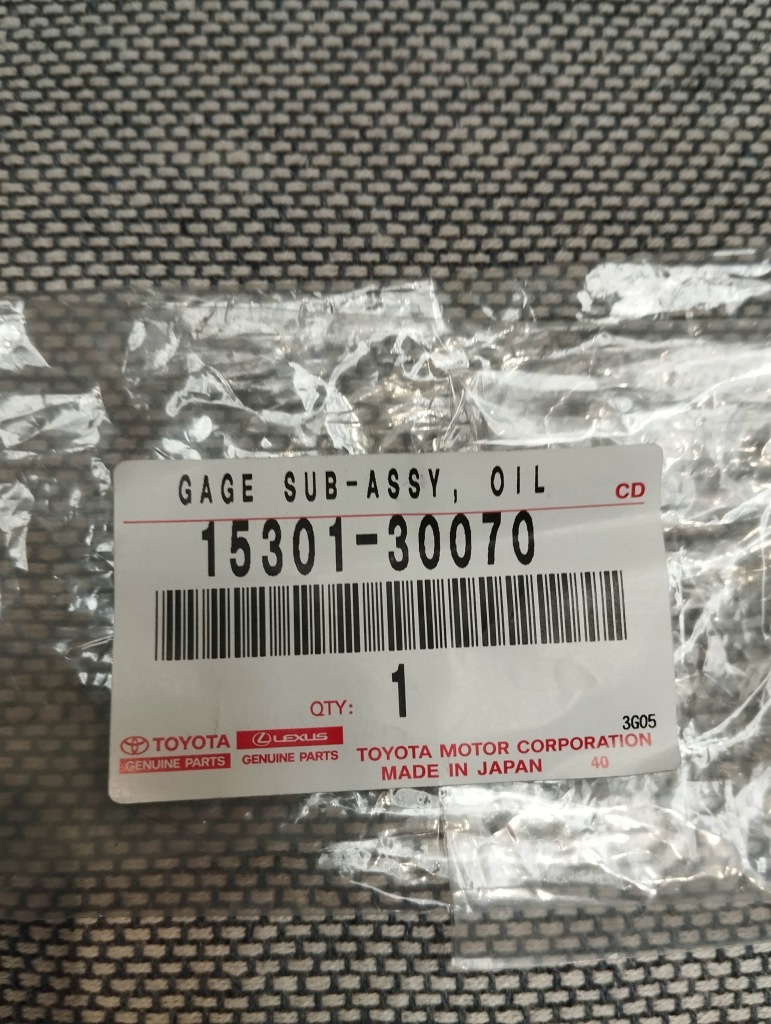 GAGE SUB-ASSY, OIL
CD
15301-30070
QTY: 1
3G05
TOYOTA
GENUINE PARTS
LEXUS
GENUINE PARTS
TOYOTA MOTOR CORPORATION
MADE IN JAPAN 40